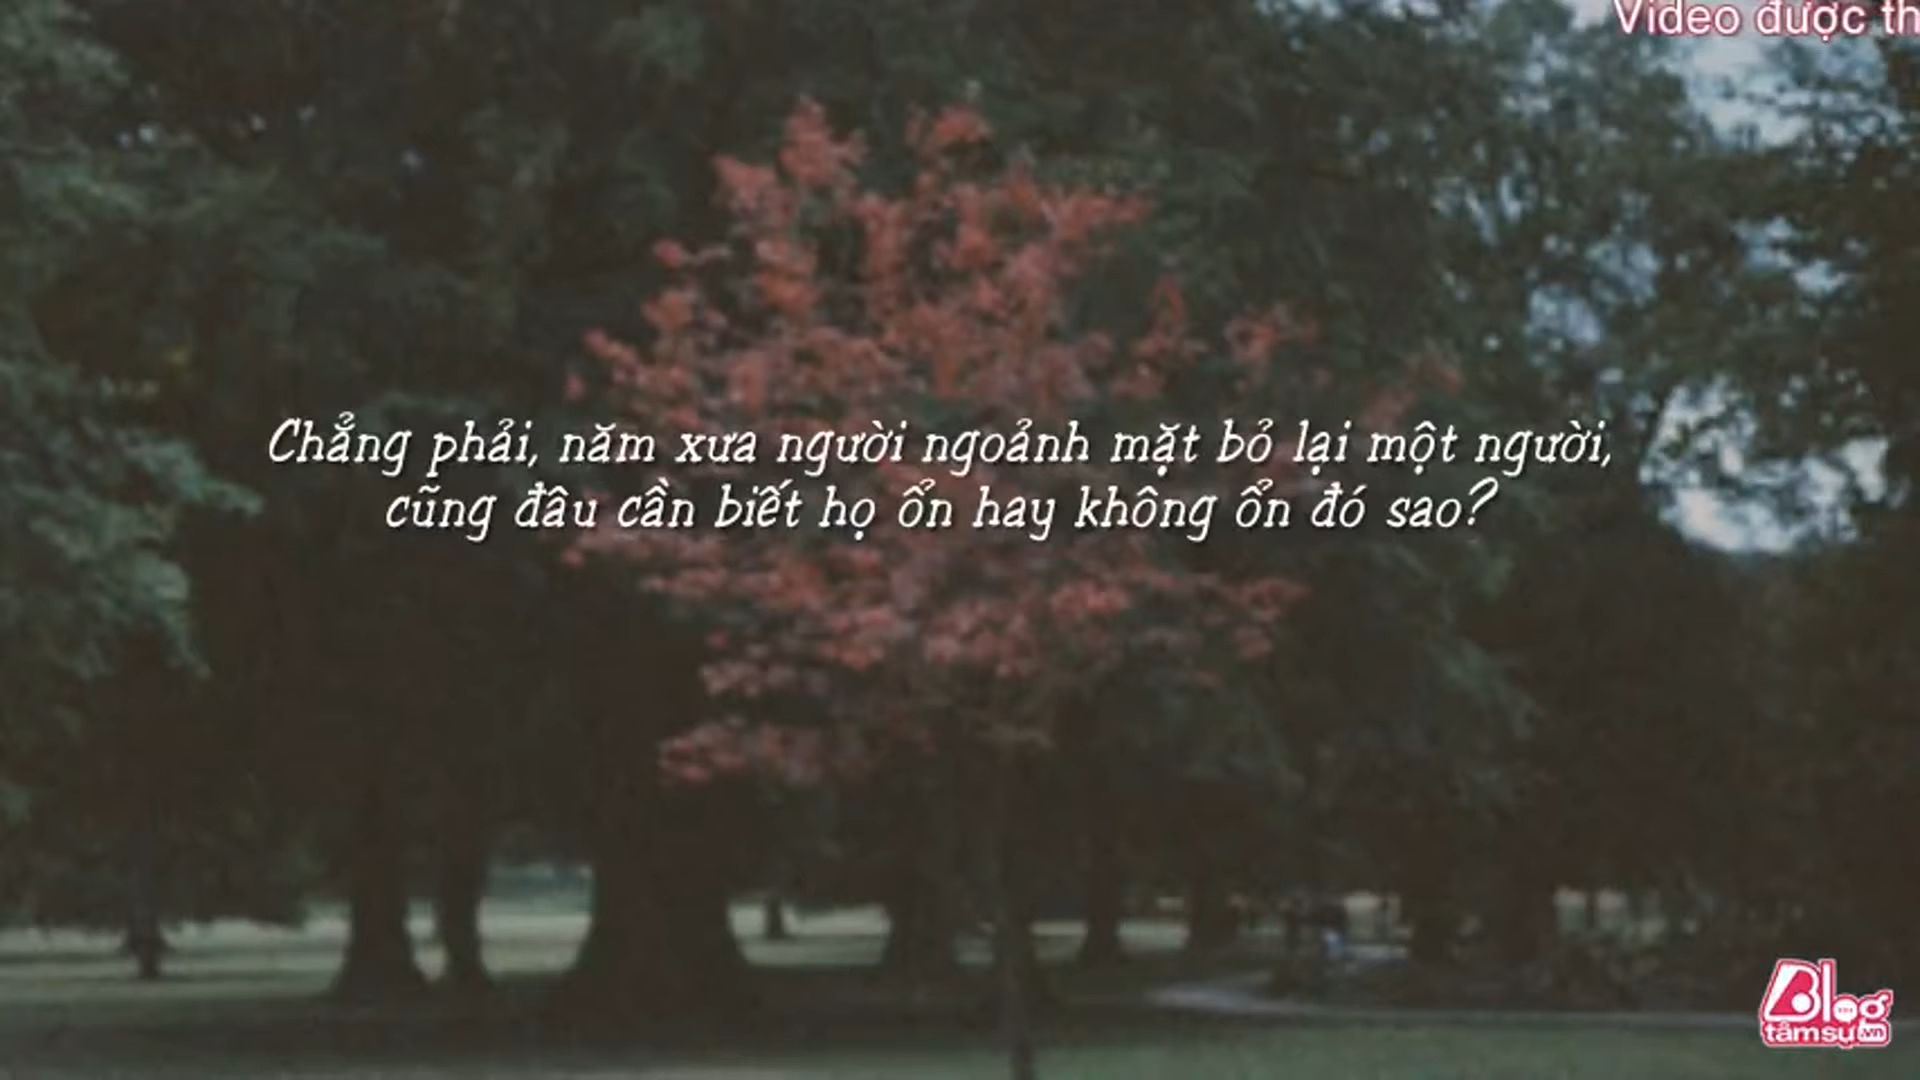 Video được th
Chẳng phải, năm xưa người ngoảnh mặt bỏ lại một người,
cũng đâu cần biết họ ổn hay không ổn đó sao?
Blog
tâmsự.vn